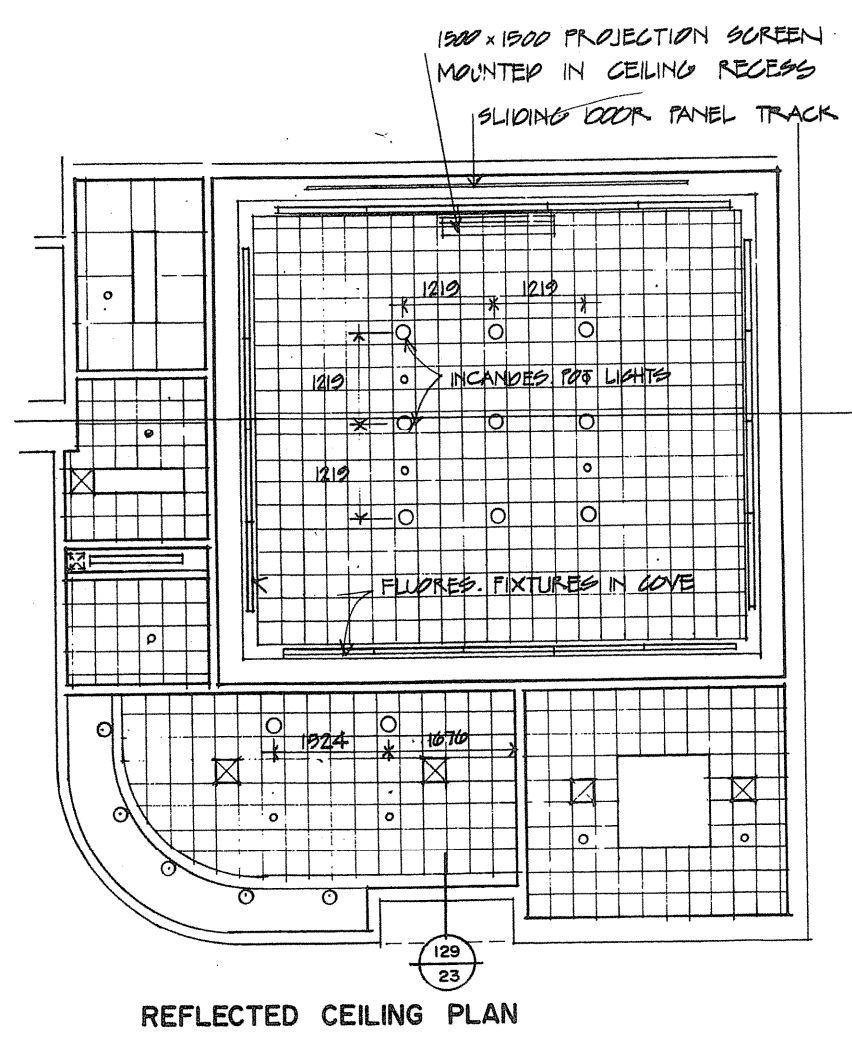 1500 x 1500 PROJECTION SCREEN
MOUNTED IN CEILING RECESS
SLIDING DOOR PANEL TRACK
1219 1219
1219
INCANDES. POT LIGHTS
1219
FLUORES. FIXTURES IN COVE
1524 1676
129
23
REFLECTED CEILING PLAN